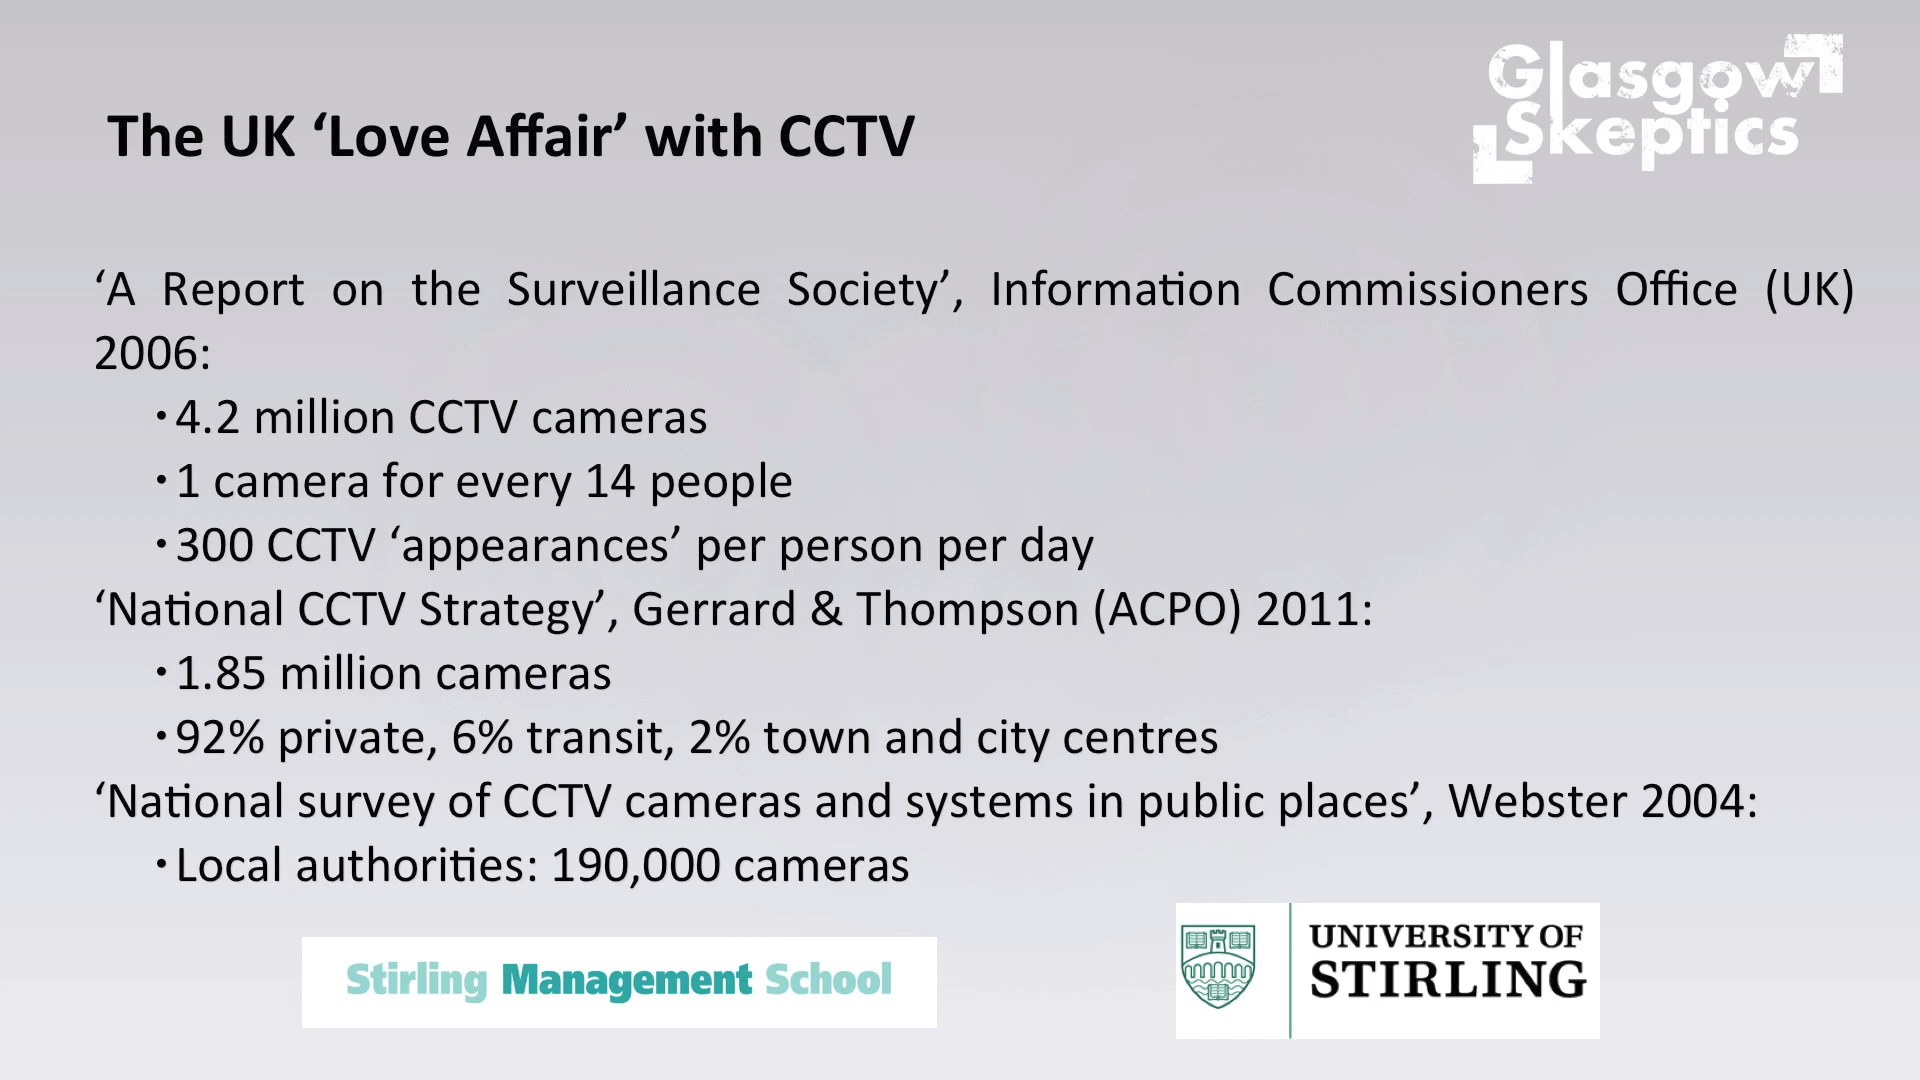 Glasgow
Skeptics
The UK ‘Love Affair’ with CCTV
‘A Report on the Surveillance Society’, Information Commissioners Office (UK)
2006:
·4.2 million CCTV cameras
·1 camera for every 14 people
·300 CCTV ‘appearances’ per person per day
‘National CCTV Strategy’, Gerrard & Thompson (ACPO) 2011:
·1.85 million cameras
·92% private, 6% transit, 2% town and city centres
‘National survey of CCTV cameras and systems in public places’, Webster 2004:
·Local authorities: 190,000 cameras
Stirling Management School
UNIVERSITY OF
STIRLING